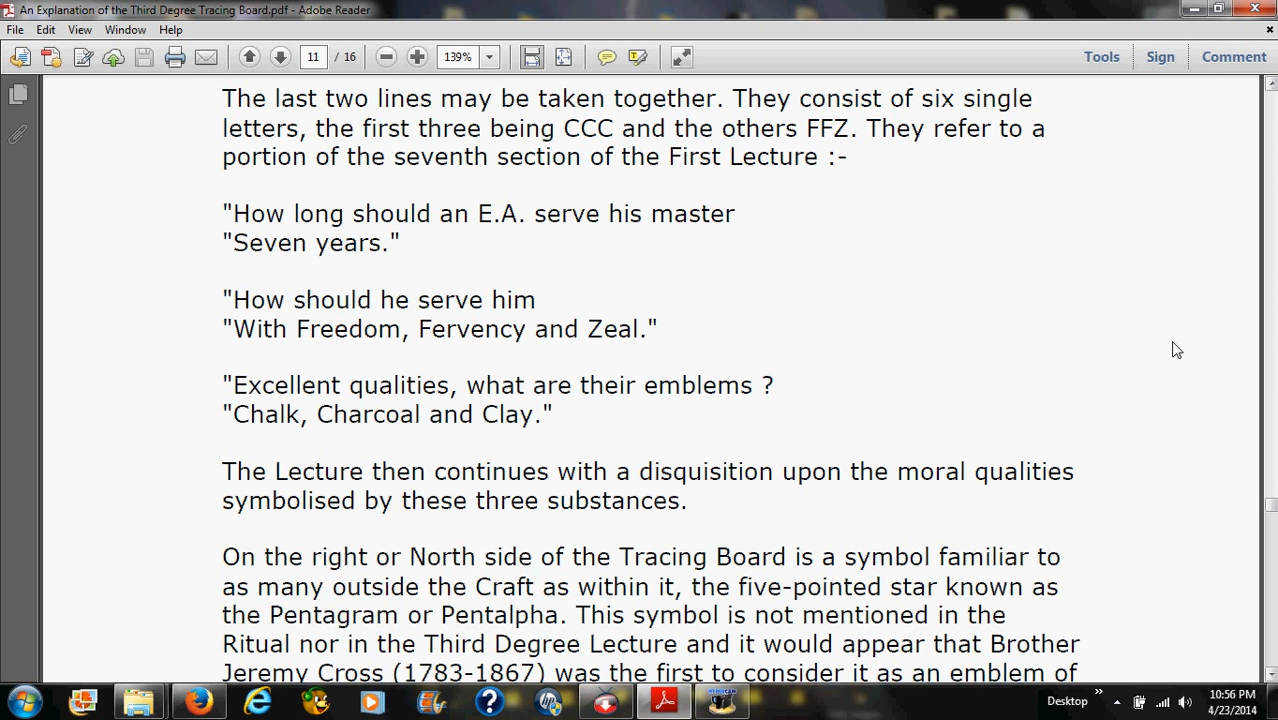 An Explanation of the Third Degree Tracing Board.pdf - Adobe Reader
File Edit View Window Help
11 / 16 139% Tools Sign Comment
The last two lines may be taken together. They consist of six single
letters, the first three being CCC and the others FFZ. They refer to a
portion of the seventh section of the First Lecture :-
"How long should an E.A. serve his master
"Seven years."
"How should he serve him
"With Freedom, Fervency and Zeal."
"Excellent qualities, what are their emblems ?
"Chalk, Charcoal and Clay."
The Lecture then continues with a disquisition upon the moral qualities
symbolised by these three substances.
On the right or North side of the Tracing Board is a symbol familiar to
as many outside the Craft as within it, the five-pointed star known as
the Pentagram or Pentalpha. This symbol is not mentioned in the
Ritual nor in the Third Degree Lecture and it would appear that Brother
Jeremy Cross (1783-1867) was the first to consider it as an emblem of
Desktop
10:56 PM
4/23/2014